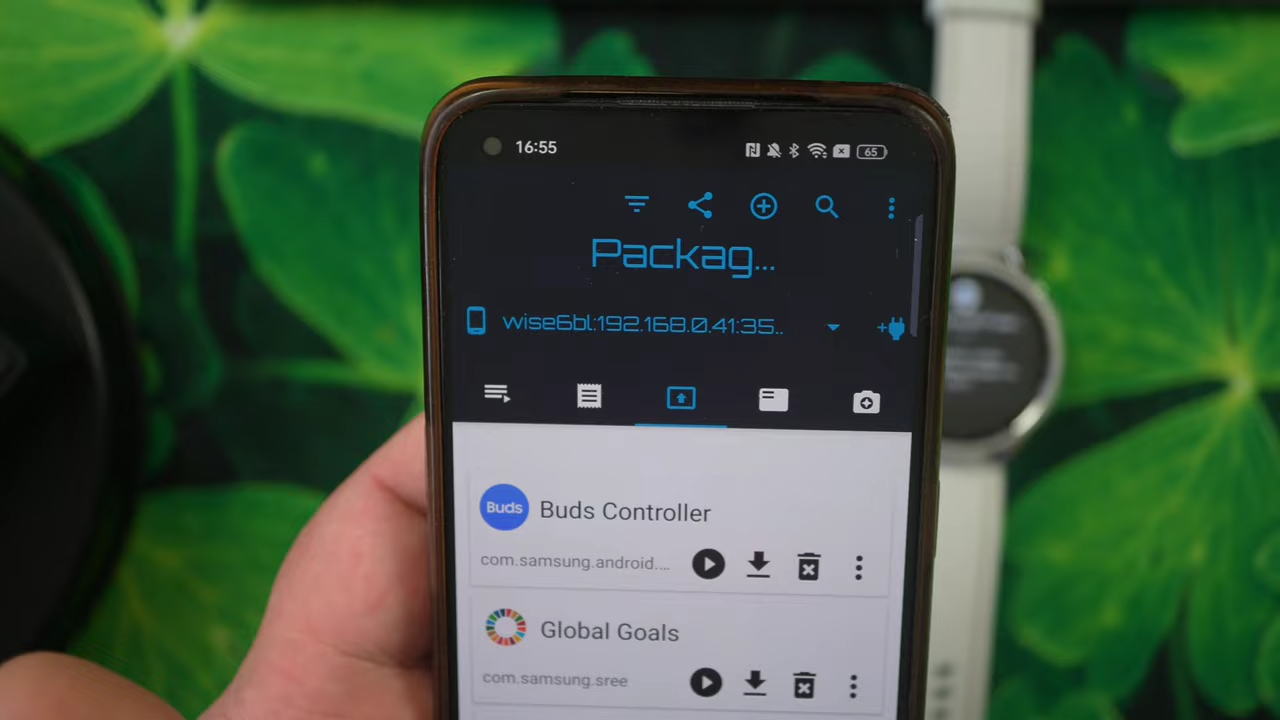 16:55
65
Packag...
wise6bl:192.168.0.41:35..
Buds
Buds Controller
com.samsung.android....
Global Goals
com.samsung.sree